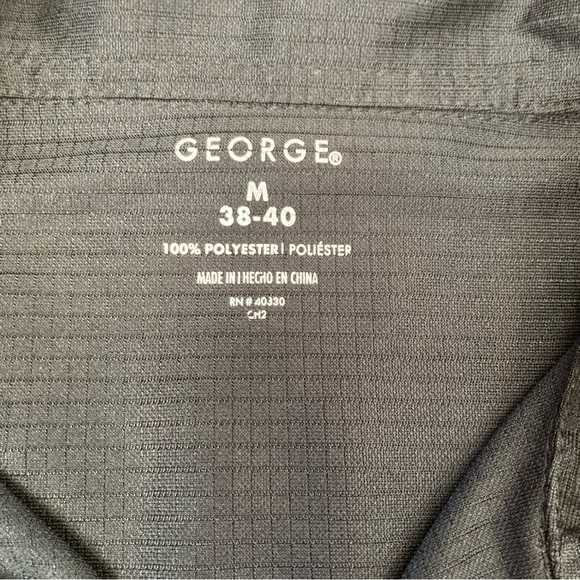 GEORGE®
M
38-40
100% POLYESTER | POLIÉSTER
MADE IN | HECHO EN CHINA
RN # 40330
CH2